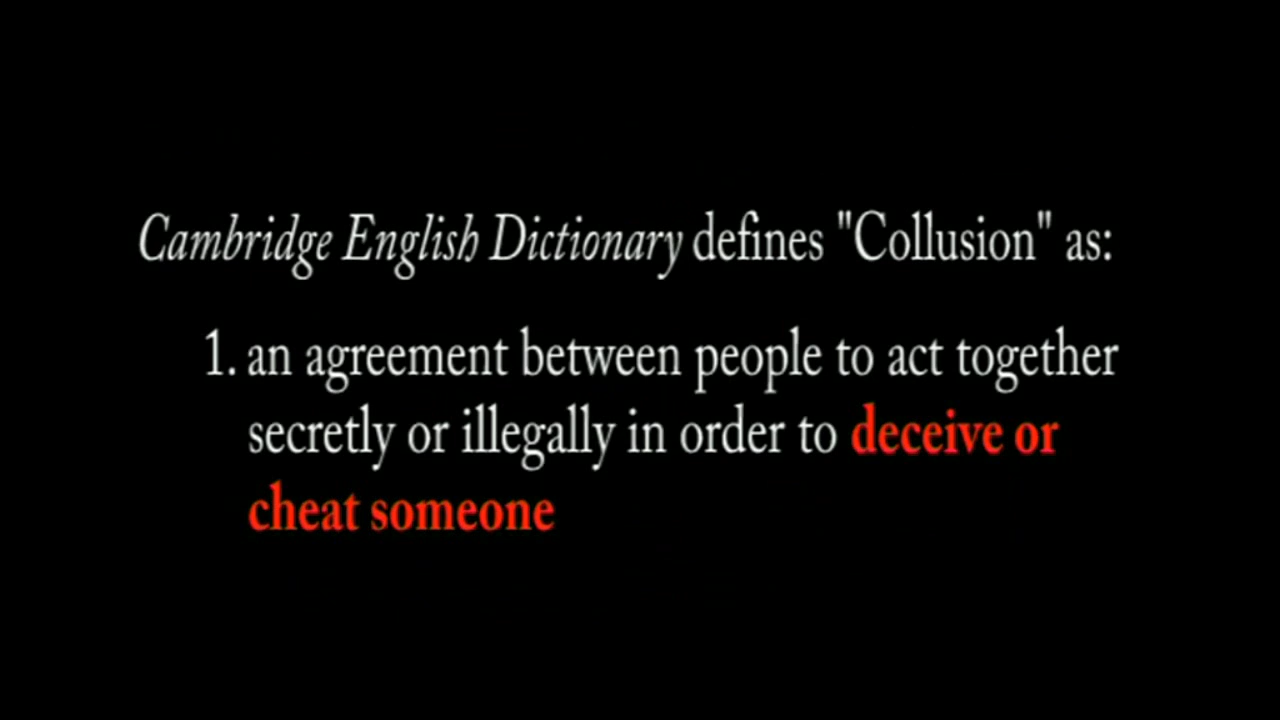 Cambridge English Dictionary defines "Collusion" as:
1. an agreement between people to act together
secretly or illegally in order to deceive or
cheat someone